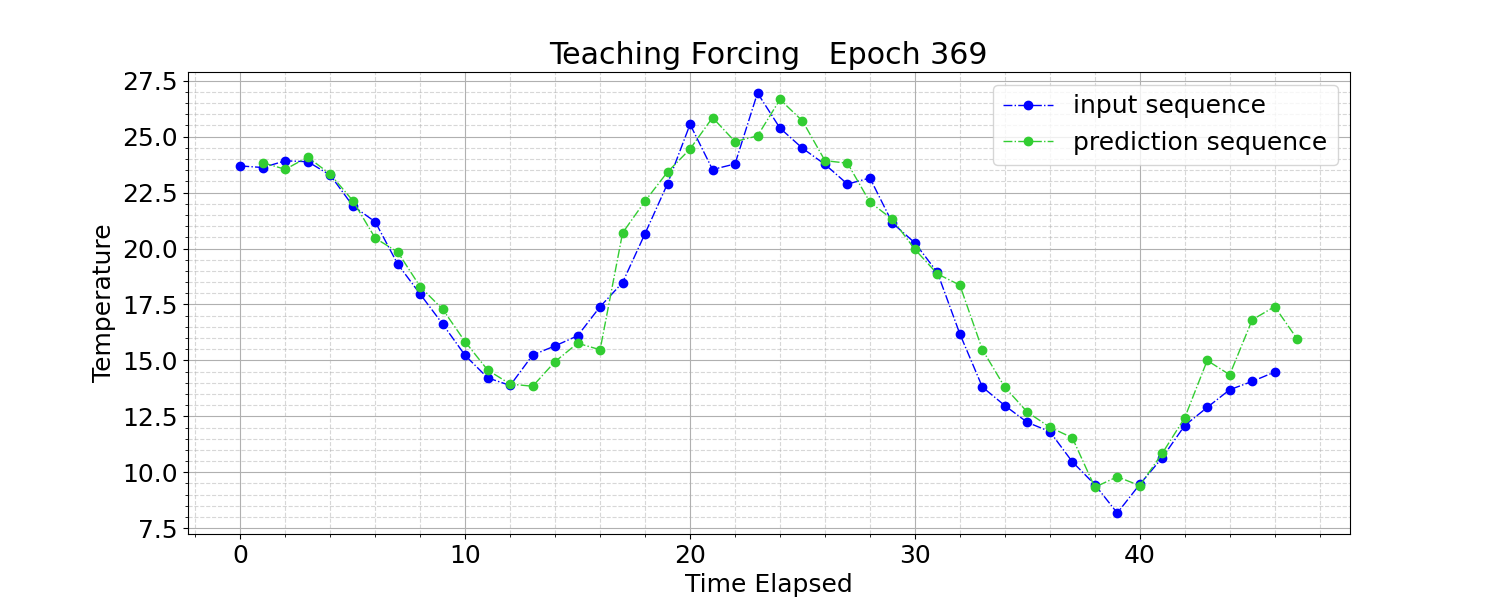 Teaching Forcing   Epoch 369
27.5
25.0
22.5
20.0
17.5
15.0
12.5
10.0
7.5
Temperature
input sequence
prediction sequence
0 10 20 30 40
Time Elapsed